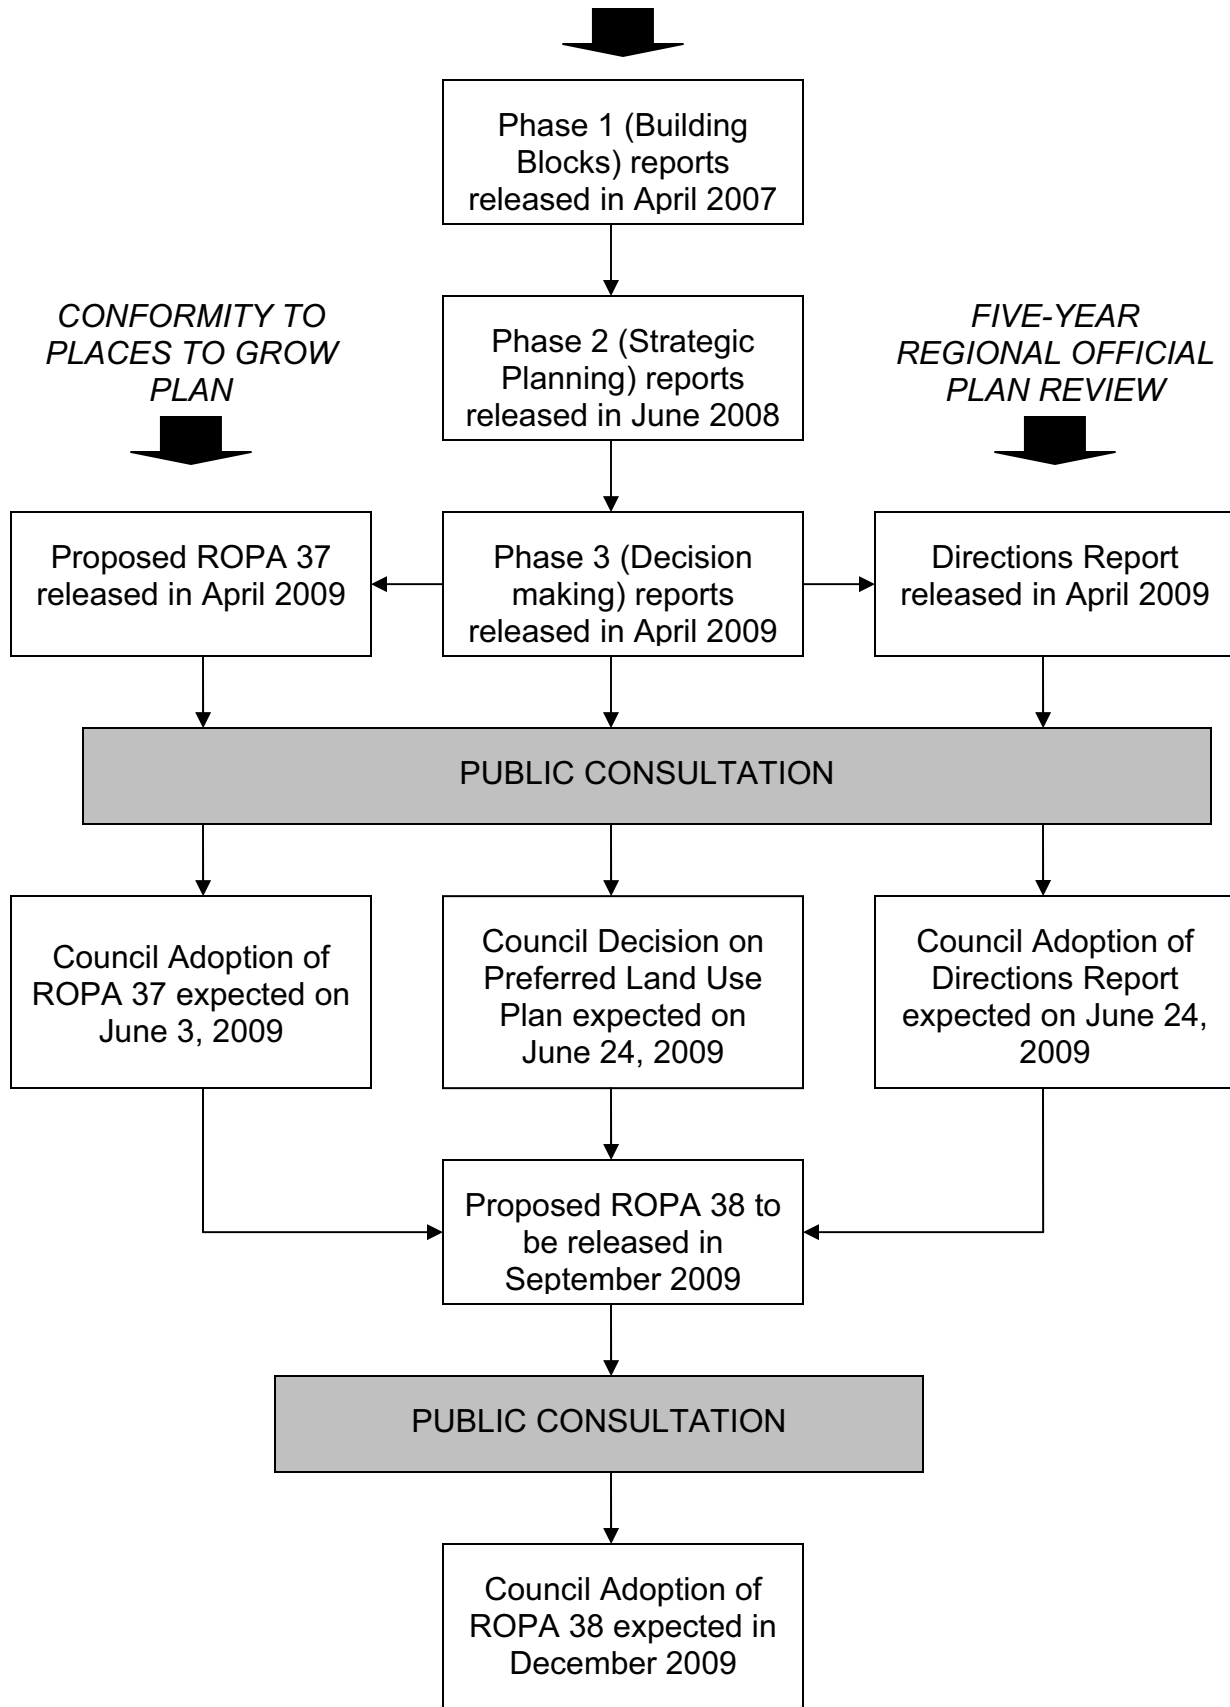 Phase 1 (Building
Blocks) reports
released in April 2007
CONFORMITY TO
PLACES TO GROW
PLAN
Phase 2 (Strategic
Planning) reports
released in June 2008
FIVE-YEAR
REGIONAL OFFICIAL
PLAN REVIEW
Proposed ROPA 37
released in April 2009
Phase 3 (Decision
making) reports
released in April 2009
Directions Report
released in April 2009
PUBLIC CONSULTATION
Council Adoption of
ROPA 37 expected on
June 3, 2009
Council Decision on
Preferred Land Use
Plan expected on
June 24, 2009
Council Adoption of
Directions Report
expected on June 24,
2009
Proposed ROPA 38 to
be released in
September 2009
PUBLIC CONSULTATION
Council Adoption of
ROPA 38 expected in
December 2009